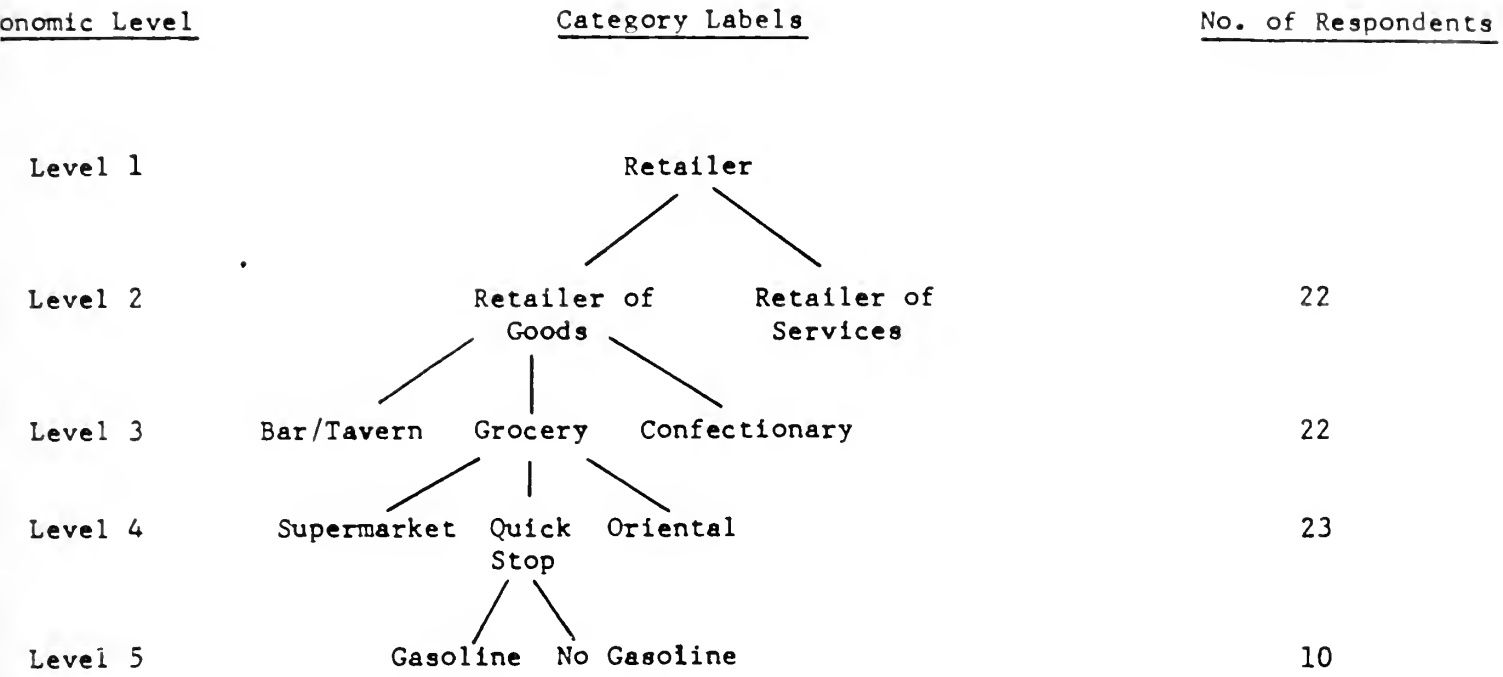 onomic Level Category Labels No. of Respondents
Level 1 Retailer
Level 2 Retailer of Retailer of 22
Goods Services
Level 3 Bar/Tavern Grocery Confectionary 22
Level 4 Supermarket Quick Oriental 23
Stop
Level 5 Gasoline No Gasoline 10